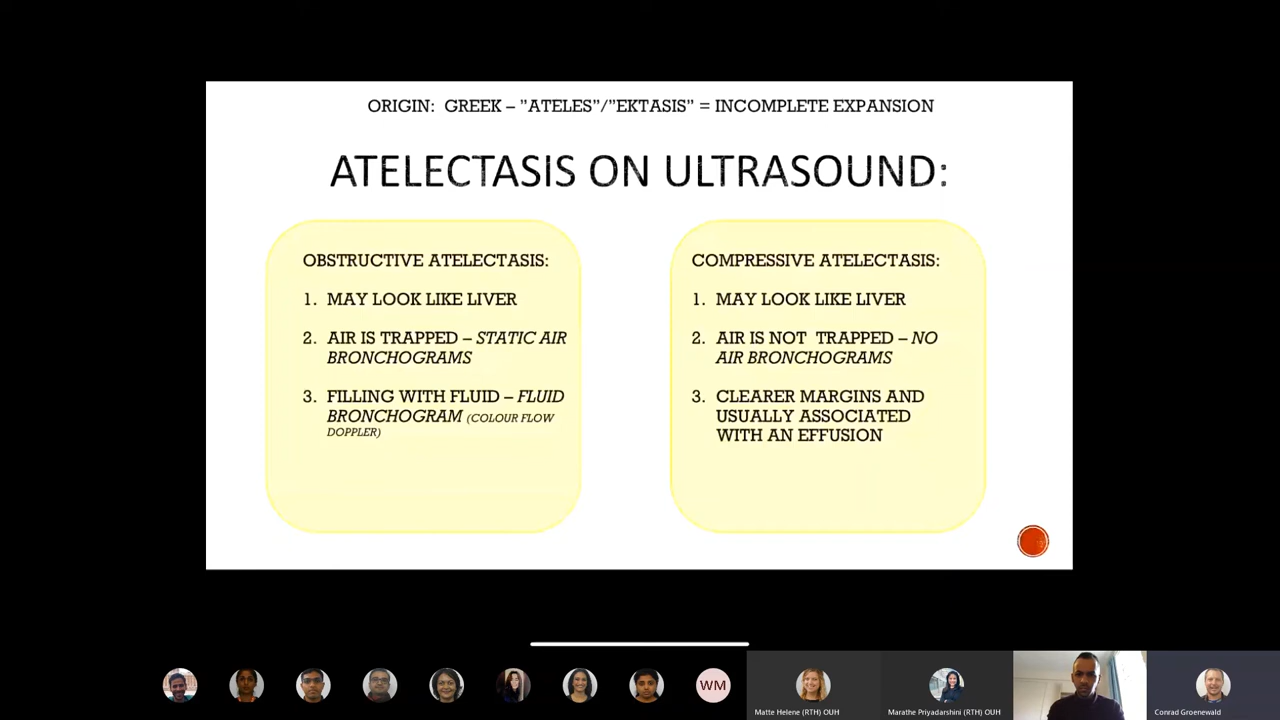 ORIGIN: GREEK – ”ATELES”/”EKTASIS” = INCOMPLETE EXPANSION
ATELECTASIS ON ULTRASOUND:
OBSTRUCTIVE ATELECTASIS:
1. MAY LOOK LIKE LIVER
2. AIR IS TRAPPED – STATIC AIR
BRONCHOGRAMS
3. FILLING WITH FLUID – FLUID
BRONCHOGRAM (COLOUR FLOW
DOPPLER)
COMPRESSIVE ATELECTASIS:
1. MAY LOOK LIKE LIVER
2. AIR IS NOT TRAPPED – NO
AIR BRONCHOGRAMS
3. CLEARER MARGINS AND
USUALLY ASSOCIATED
WITH AN EFFUSION
WM
Matte Helene (RTH) OUH
Marathe Priyadarshini (RTH) OUH
Conrad Groenewald